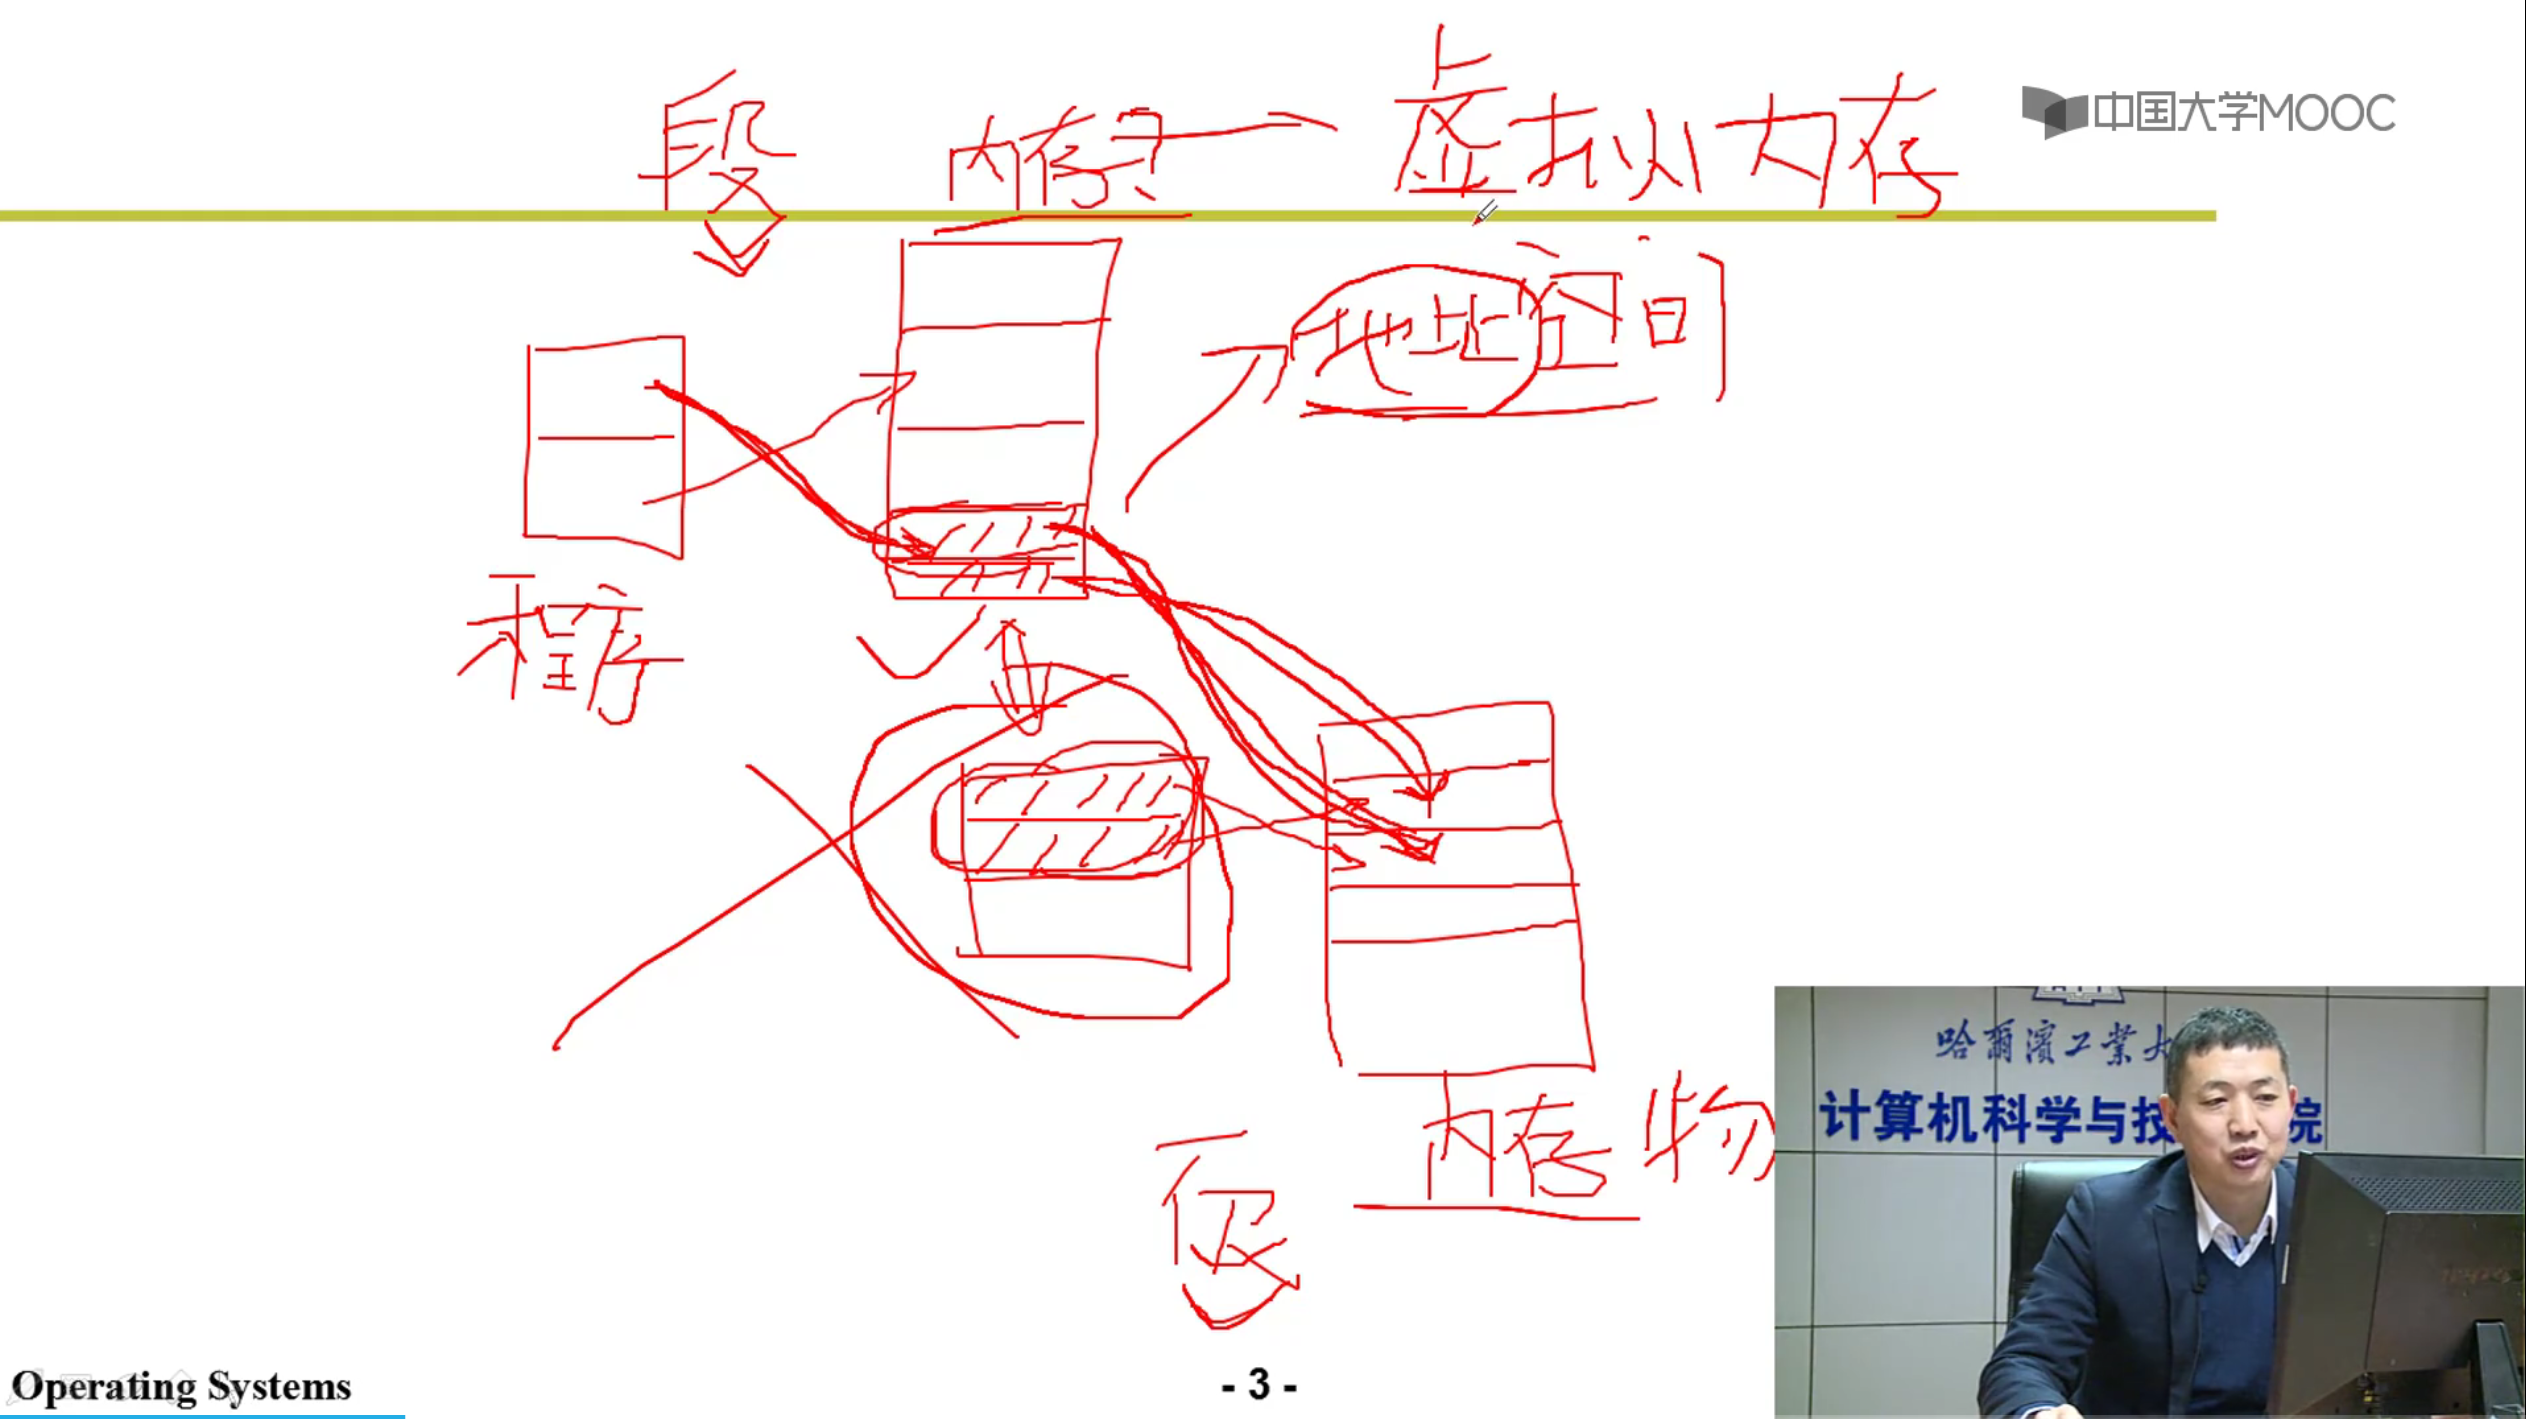 段 内存? 虚拟内存
中国大学MOOC
地址空间
程序
内存 物
页
哈尔滨工业大
计算机科学与技 院
Operating Systems
- 3 -